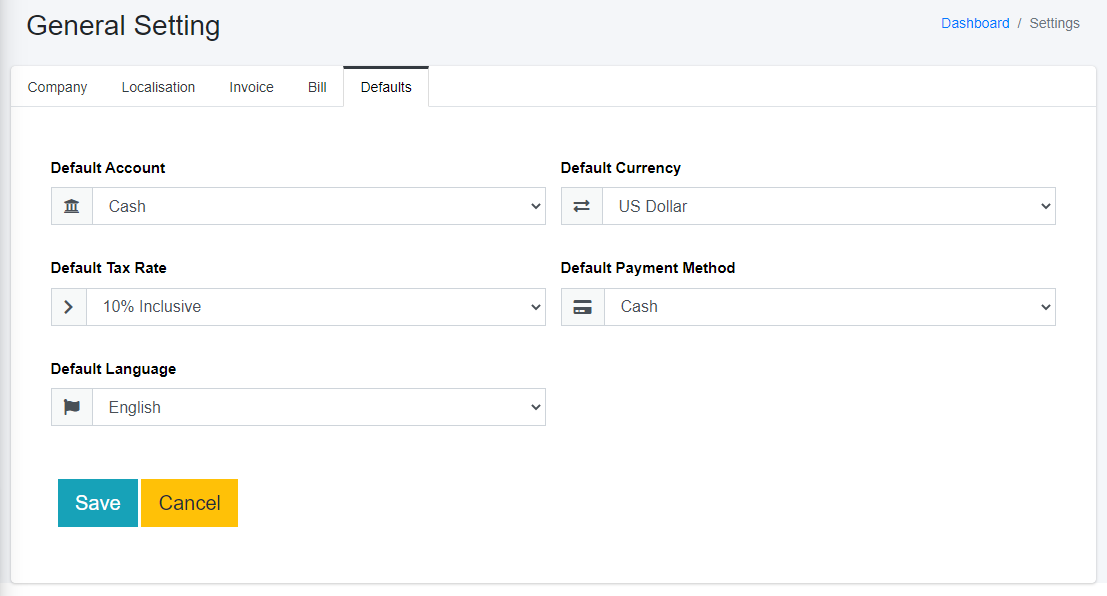 General Setting
Dashboard / Settings
Company Localisation Invoice Bill Defaults
Default Account
Cash
Default Currency
US Dollar
Default Tax Rate
10% Inclusive
Default Payment Method
Cash
Default Language
English
Save Cancel